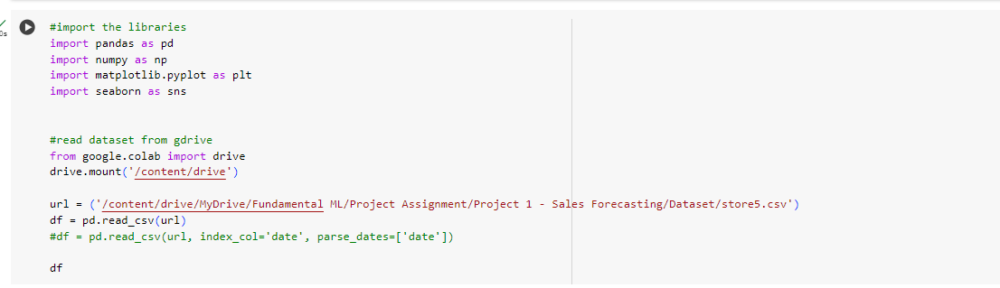 0s
#import the libraries
import pandas as pd
import numpy as np
import matplotlib.pyplot as plt
import seaborn as sns
#read dataset from gdrive
from google.colab import drive
drive.mount('/content/drive')
url = ('/content/drive/MyDrive/Fundamental ML/Project Assignment/Project 1 - Sales Forecasting/Dataset/store5.csv')
df = pd.read_csv(url)
#df = pd.read_csv(url, index_col='date', parse_dates=['date'])
df